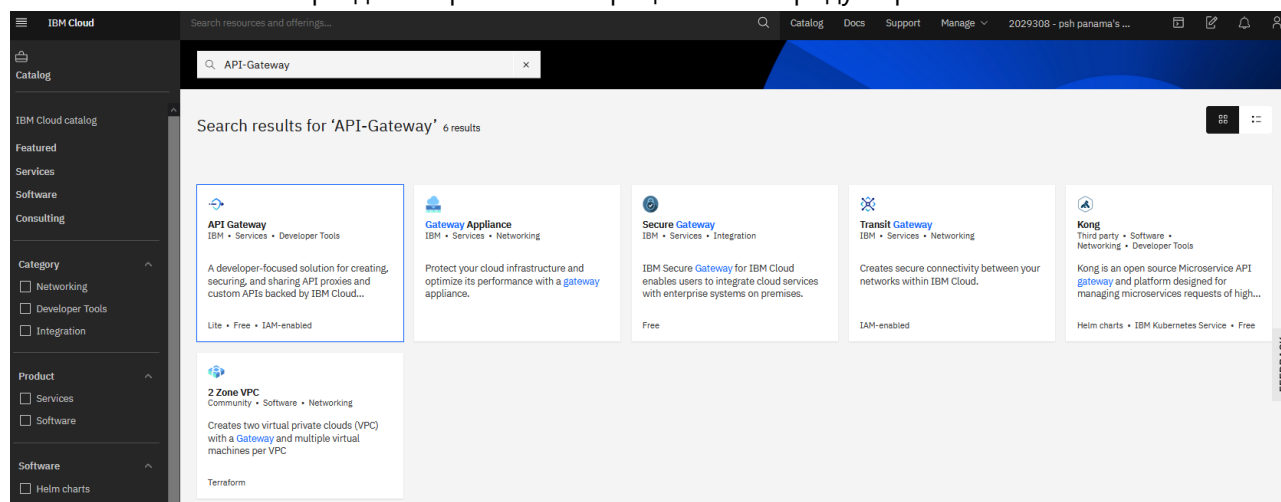 IBM Cloud
Search resources and offerings...
Catalog
Docs
Support
Manage
2029308 - psh panama's ...
Catalog
API-Gateway
IBM Cloud catalog
Featured
Services
Software
Consulting
Category
Networking
Developer Tools
Integration
Product
Services
Software
Software
Helm charts
Search results for ‘API-Gateway’ 6 results
API Gateway
IBM • Services • Developer Tools
A developer-focused solution for creating,
securing, and sharing API proxies and
custom APIs backed by IBM Cloud...
Lite • Free • IAM-enabled
Gateway Appliance
IBM • Services • Networking
Protect your cloud infrastructure and
optimize its performance with a gateway
appliance.
Secure Gateway
IBM • Services • Integration
IBM Secure Gateway for IBM Cloud
enables users to integrate cloud services
with enterprise systems on premises.
Free
Transit Gateway
IBM • Services • Networking
Creates secure connectivity between your
networks within IBM Cloud.
IAM-enabled
Kong
Third party • Software •
Networking • Developer Tools
Kong is an open source Microservice API
gateway and platform designed for
managing microservices requests of high...
Helm charts • IBM Kubernetes Service • Free
2 Zone VPC
Community • Software • Networking
Creates two virtual private clouds (VPC)
with a Gateway and multiple virtual
machines per VPC
Terraform